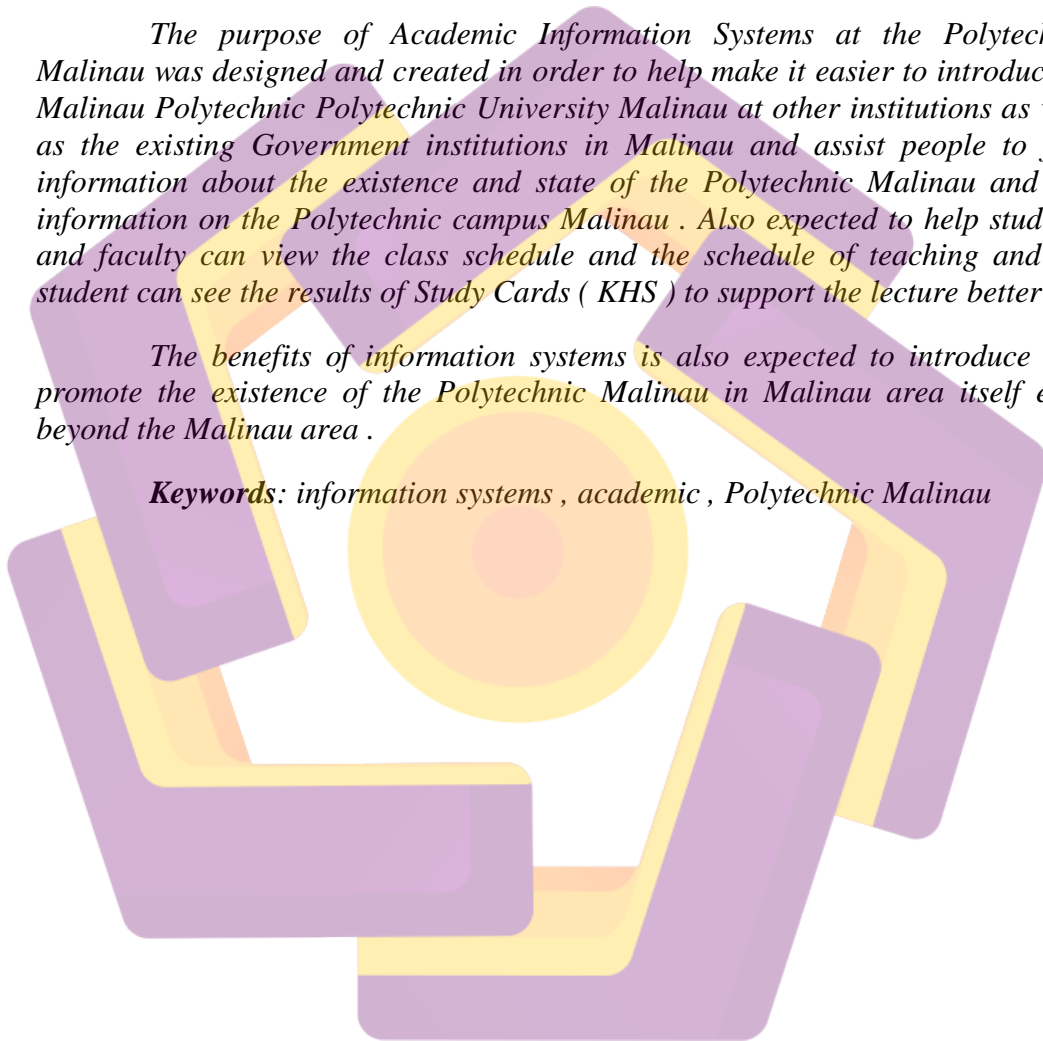 The purpose of Academic Information Systems at the Polytech
Malinau was designed and created in order to help make it easier to introduc
Malinau Polytechnic Polytechnic University Malinau at other institutions as
as the existing Government institutions in Malinau and assist people to
information about the existence and state of the Polytechnic Malinau and
information on the Polytechnic campus Malinau . Also expected to help stud
and faculty can view the class schedule and the schedule of teaching and
student can see the results of Study Cards ( KHS ) to support the lecture better
The benefits of information systems is also expected to introduce
promote the existence of the Polytechnic Malinau in Malinau area itself e
beyond the Malinau area .
Keywords: information systems , academic , Polytechnic Malinau